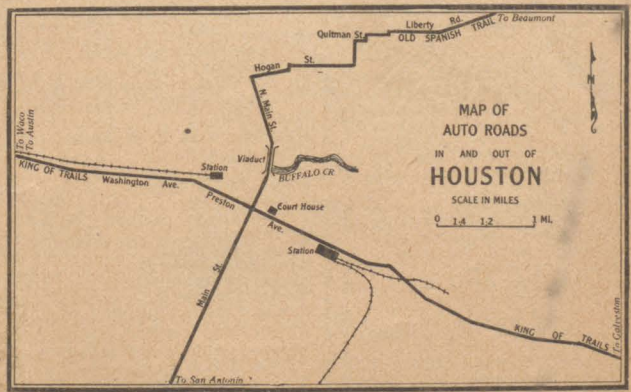 To Beaumont
Liberty Rd.
OLD SPANISH TRAIL
Quitman St.
Hogan St.
N. Main St.
N
MAP OF
AUTO ROADS
IN AND OUT OF
HOUSTON
SCALE IN MILES
0 1-4 1-2 1 MI.
To Waco
To Austin
KING OF TRAILS
Washington Ave.
Station
Viaduct
BUFFALO CR
Preston Ave.
Court House
Station
Main St.
KING OF TRAILS
To Galveston
To San Antonio